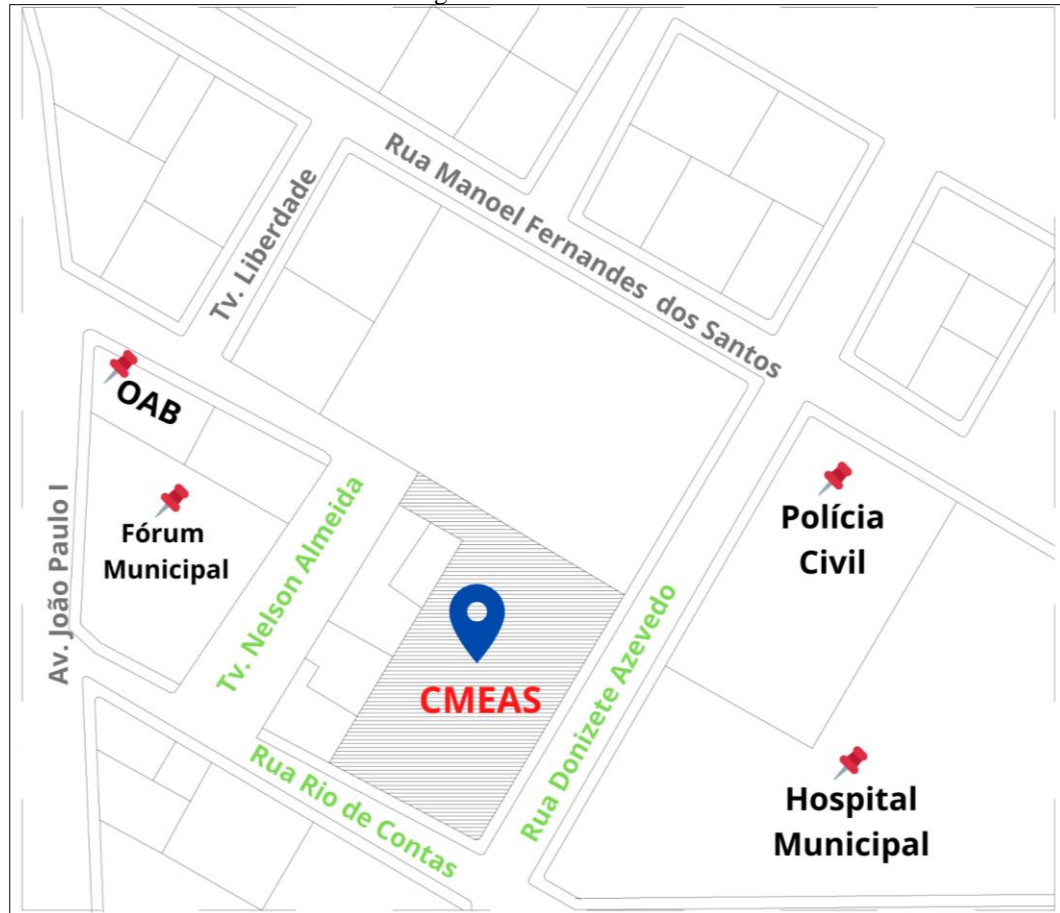 Rua Manoel Fernandes dos Santos
Tv. Liberdade
OAB
Av. João Paulo I
Fórum
Municipal
Tv. Nelson Almeida
Polícia
Civil
CMEAS
Rua Donizete Azevedo
Rua Rio de Contas
Hospital
Municipal